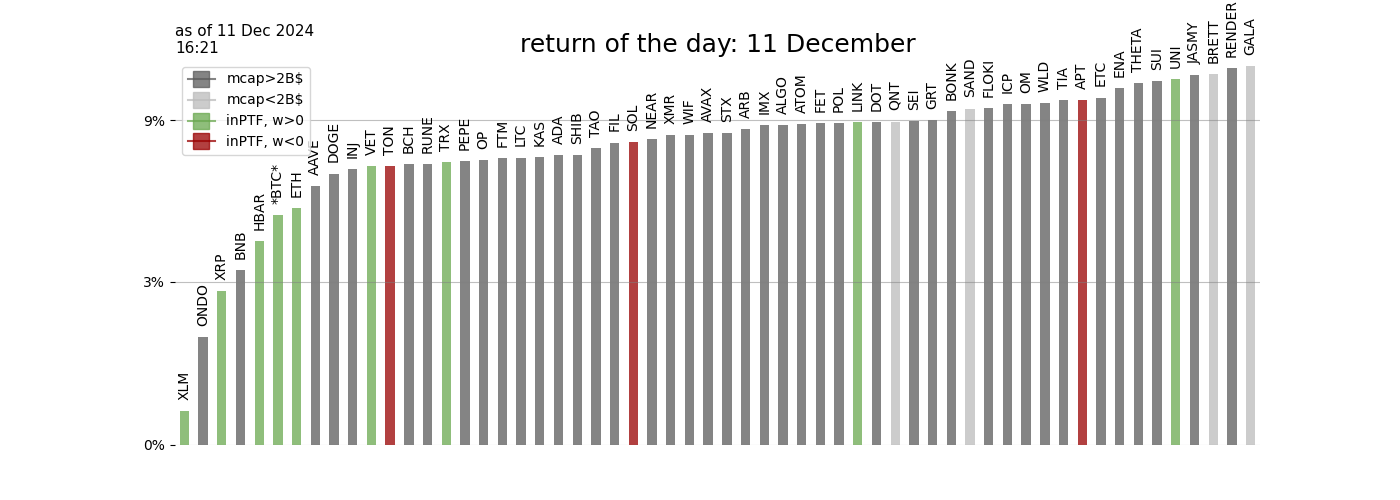 as of 11 Dec 2024
16:21
return of the day: 11 December
mcap>2B$
mcap<2B$
inPTF, w>0
inPTF, w<0
9%
3%
0%
XLM
ONDO
XRP
BNB
HBAR
*BTC*
ETH
AAVE
DOGE
INJ
VET
TON
BCH
RUNE
TRX
PEPE
OP
FTM
LTC
KAS
ADA
SHIB
TAO
FIL
SOL
NEAR
XMR
WIF
AVAX
STX
ARB
IMX
ALGO
ATOM
FET
POL
LINK
DOT
QNT
SEI
GRT
BONK
SAND
FLOKI
ICP
OM
WLD
TIA
APT
ETC
ENA
THETA
SUI
UNI
JASMY
BRETT
RENDER
GALA